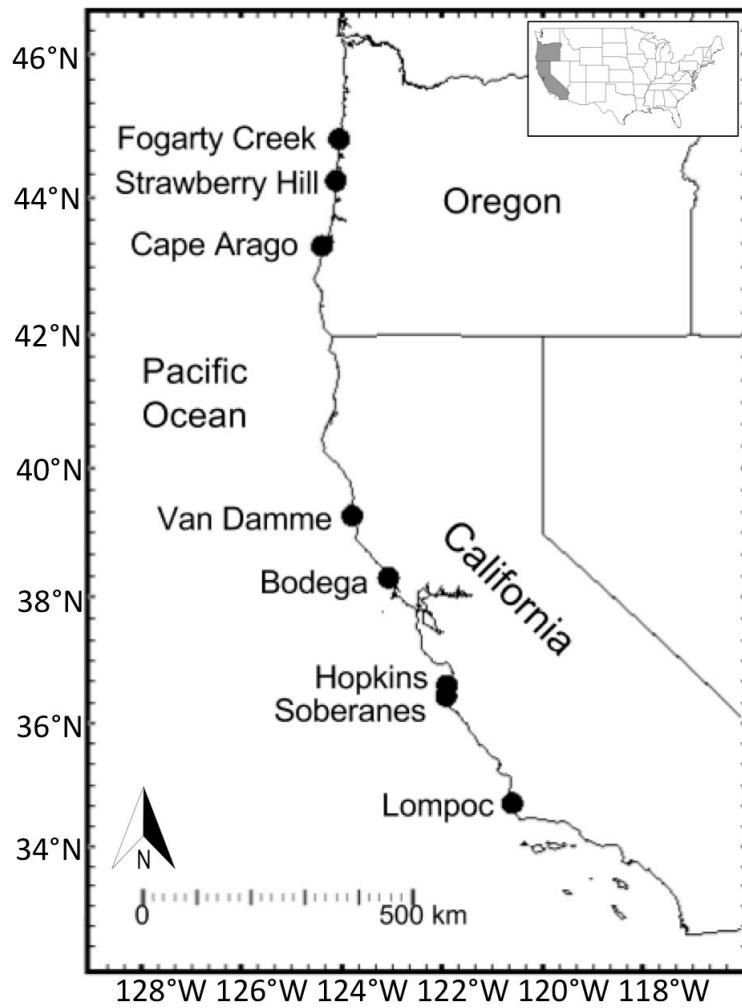 46°N
Fogarty Creek
Strawberry Hill
44°N
Oregon
Cape Arago
42°N
Pacific
Ocean
40°N
Van Damme
California
Bodega
38°N
Hopkins
Soberanes
36°N
Lompoc
34°N
N
0
500 km
128°W 126°W 124°W 122°W 120°W 118°W